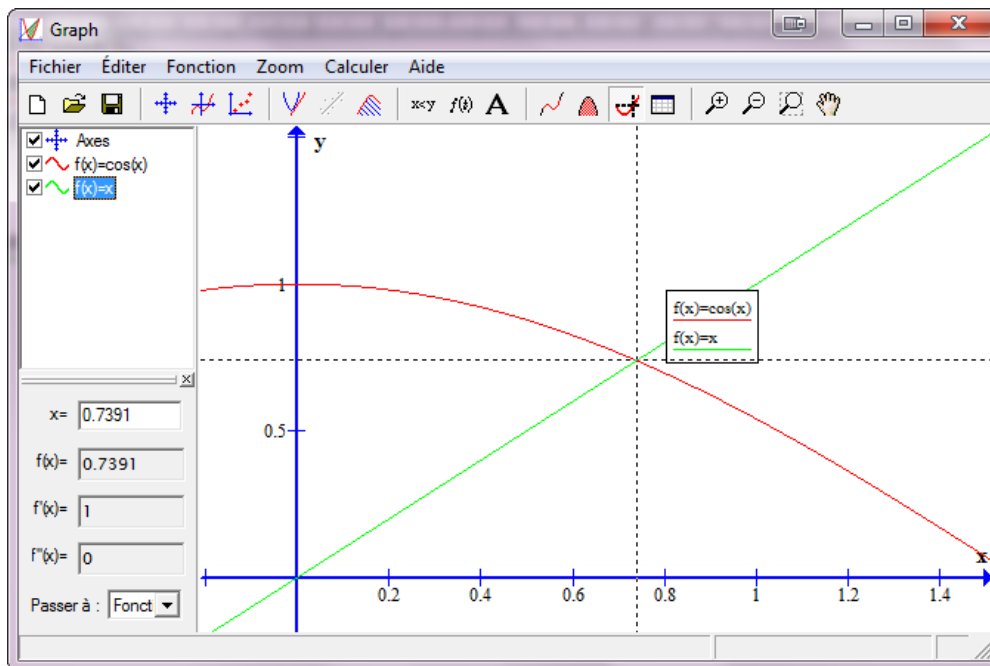 Graph
Fichier Éditer Fonction Zoom Calculer Aide
x<y f(x) A
Axes
f(x)=cos(x)
f(x)=x
y
1
f(x)=cos(x)
f(x)=x
0.5
x
0.2 0.4 0.6 0.8 1 1.2 1.4
x= 0.7391
f(x)= 0.7391
f'(x)= 1
f''(x)= 0
Passer à : Fonct